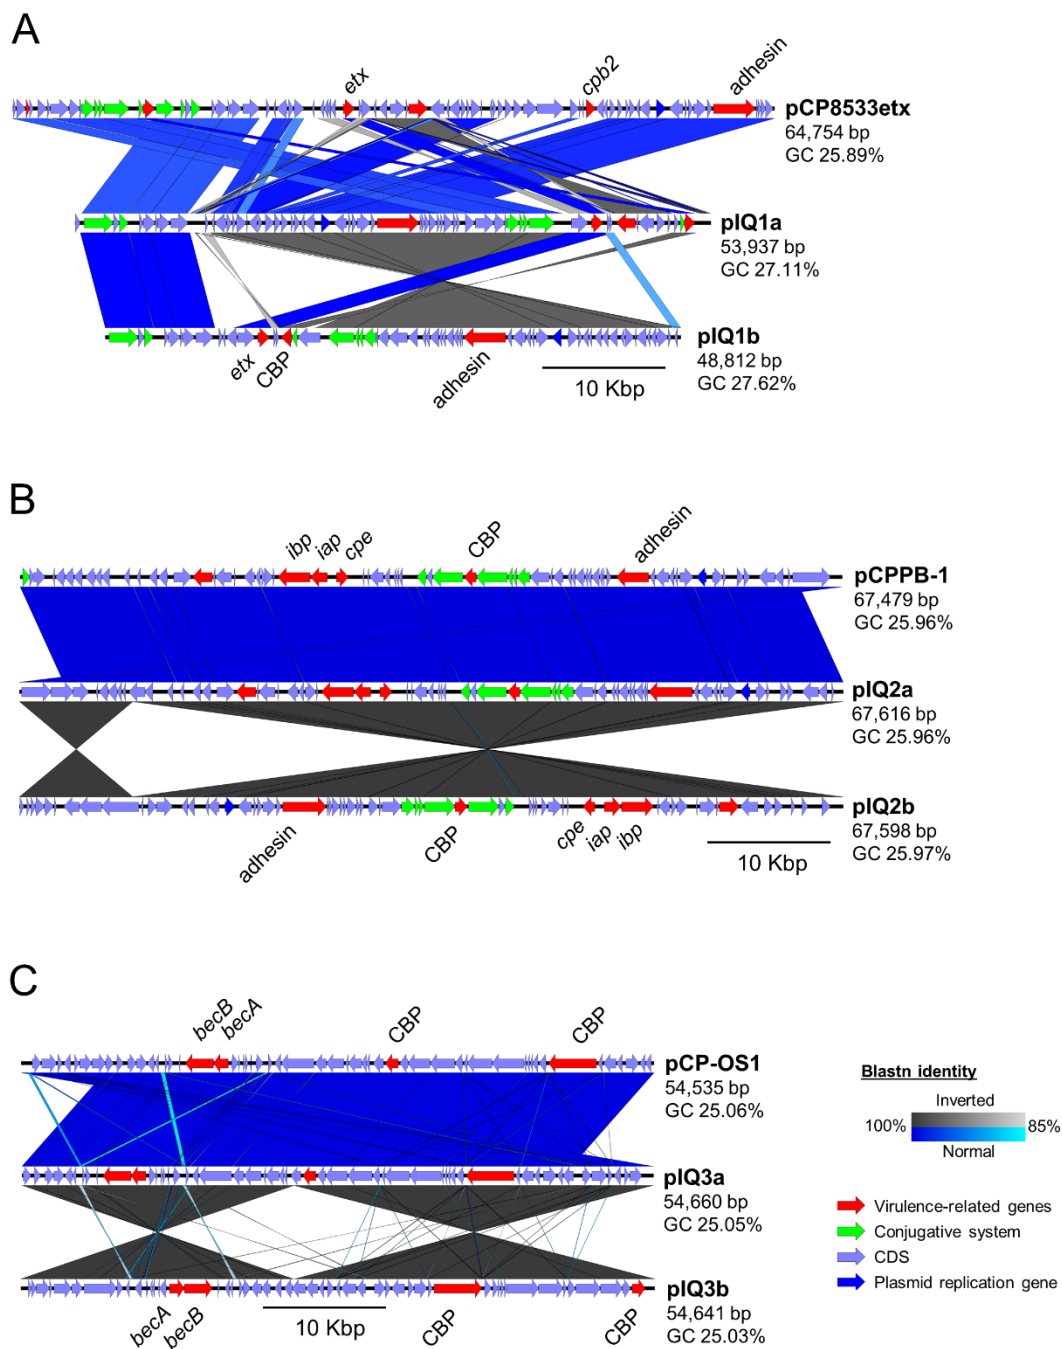 A
etx
cpb2
adhesin
pCP8533etx
64,754 bp
GC 25.89%
pIQ1a
53,937 bp
GC 27.11%
pIQ1b
48,812 bp
GC 27.62%
etx
CBP
adhesin
10 Kbp
B
ibp
iap
cpe
CBP
adhesin
pCPPB-1
67,479 bp
GC 25.96%
pIQ2a
67,616 bp
GC 25.96%
pIQ2b
67,598 bp
GC 25.97%
adhesin
CBP
cpe
iap
ibp
10 Kbp
C
becB
becA
CBP
CBP
pCP-OS1
54,535 bp
GC 25.06%
pIQ3a
54,660 bp
GC 25.05%
pIQ3b
54,641 bp
GC 25.03%
becA
becB
10 Kbp
CBP
CBP
Blastn identity
Inverted
100%
85%
Normal
Virulence-related genes
Conjugative system
CDS
Plasmid replication gene